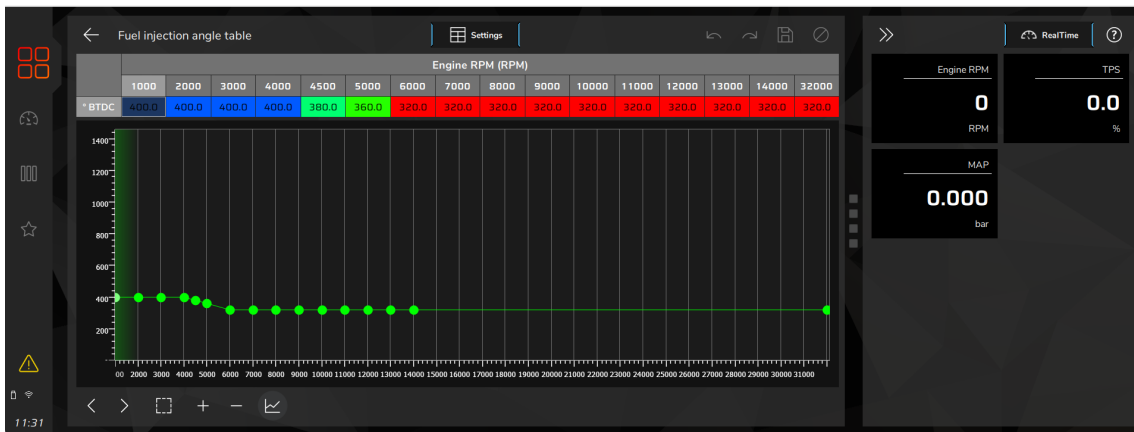 Fuel injection angle table
Settings
RealTime
Engine RPM (RPM)
1000 2000 3000 4000 4500 5000 6000 7000 8000 9000 10000 11000 12000 13000 14000 32000
° BTDC 400.0 400.0 400.0 400.0 380.0 360.0 320.0 320.0 320.0 320.0 320.0 320.0 320.0 320.0 320.0 320.0
1400
1200
1000
800
600
400
200
00 2000 3000 4000 5000 6000 7000 8000 9000 10000 11000 12000 13000 14000 15000 16000 17000 18000 19000 20000 21000 22000 23000 24000 25000 26000 27000 28000 29000 30000 31000
Engine RPM
0
RPM
TPS
0.0
%
MAP
0.000
bar
11:31